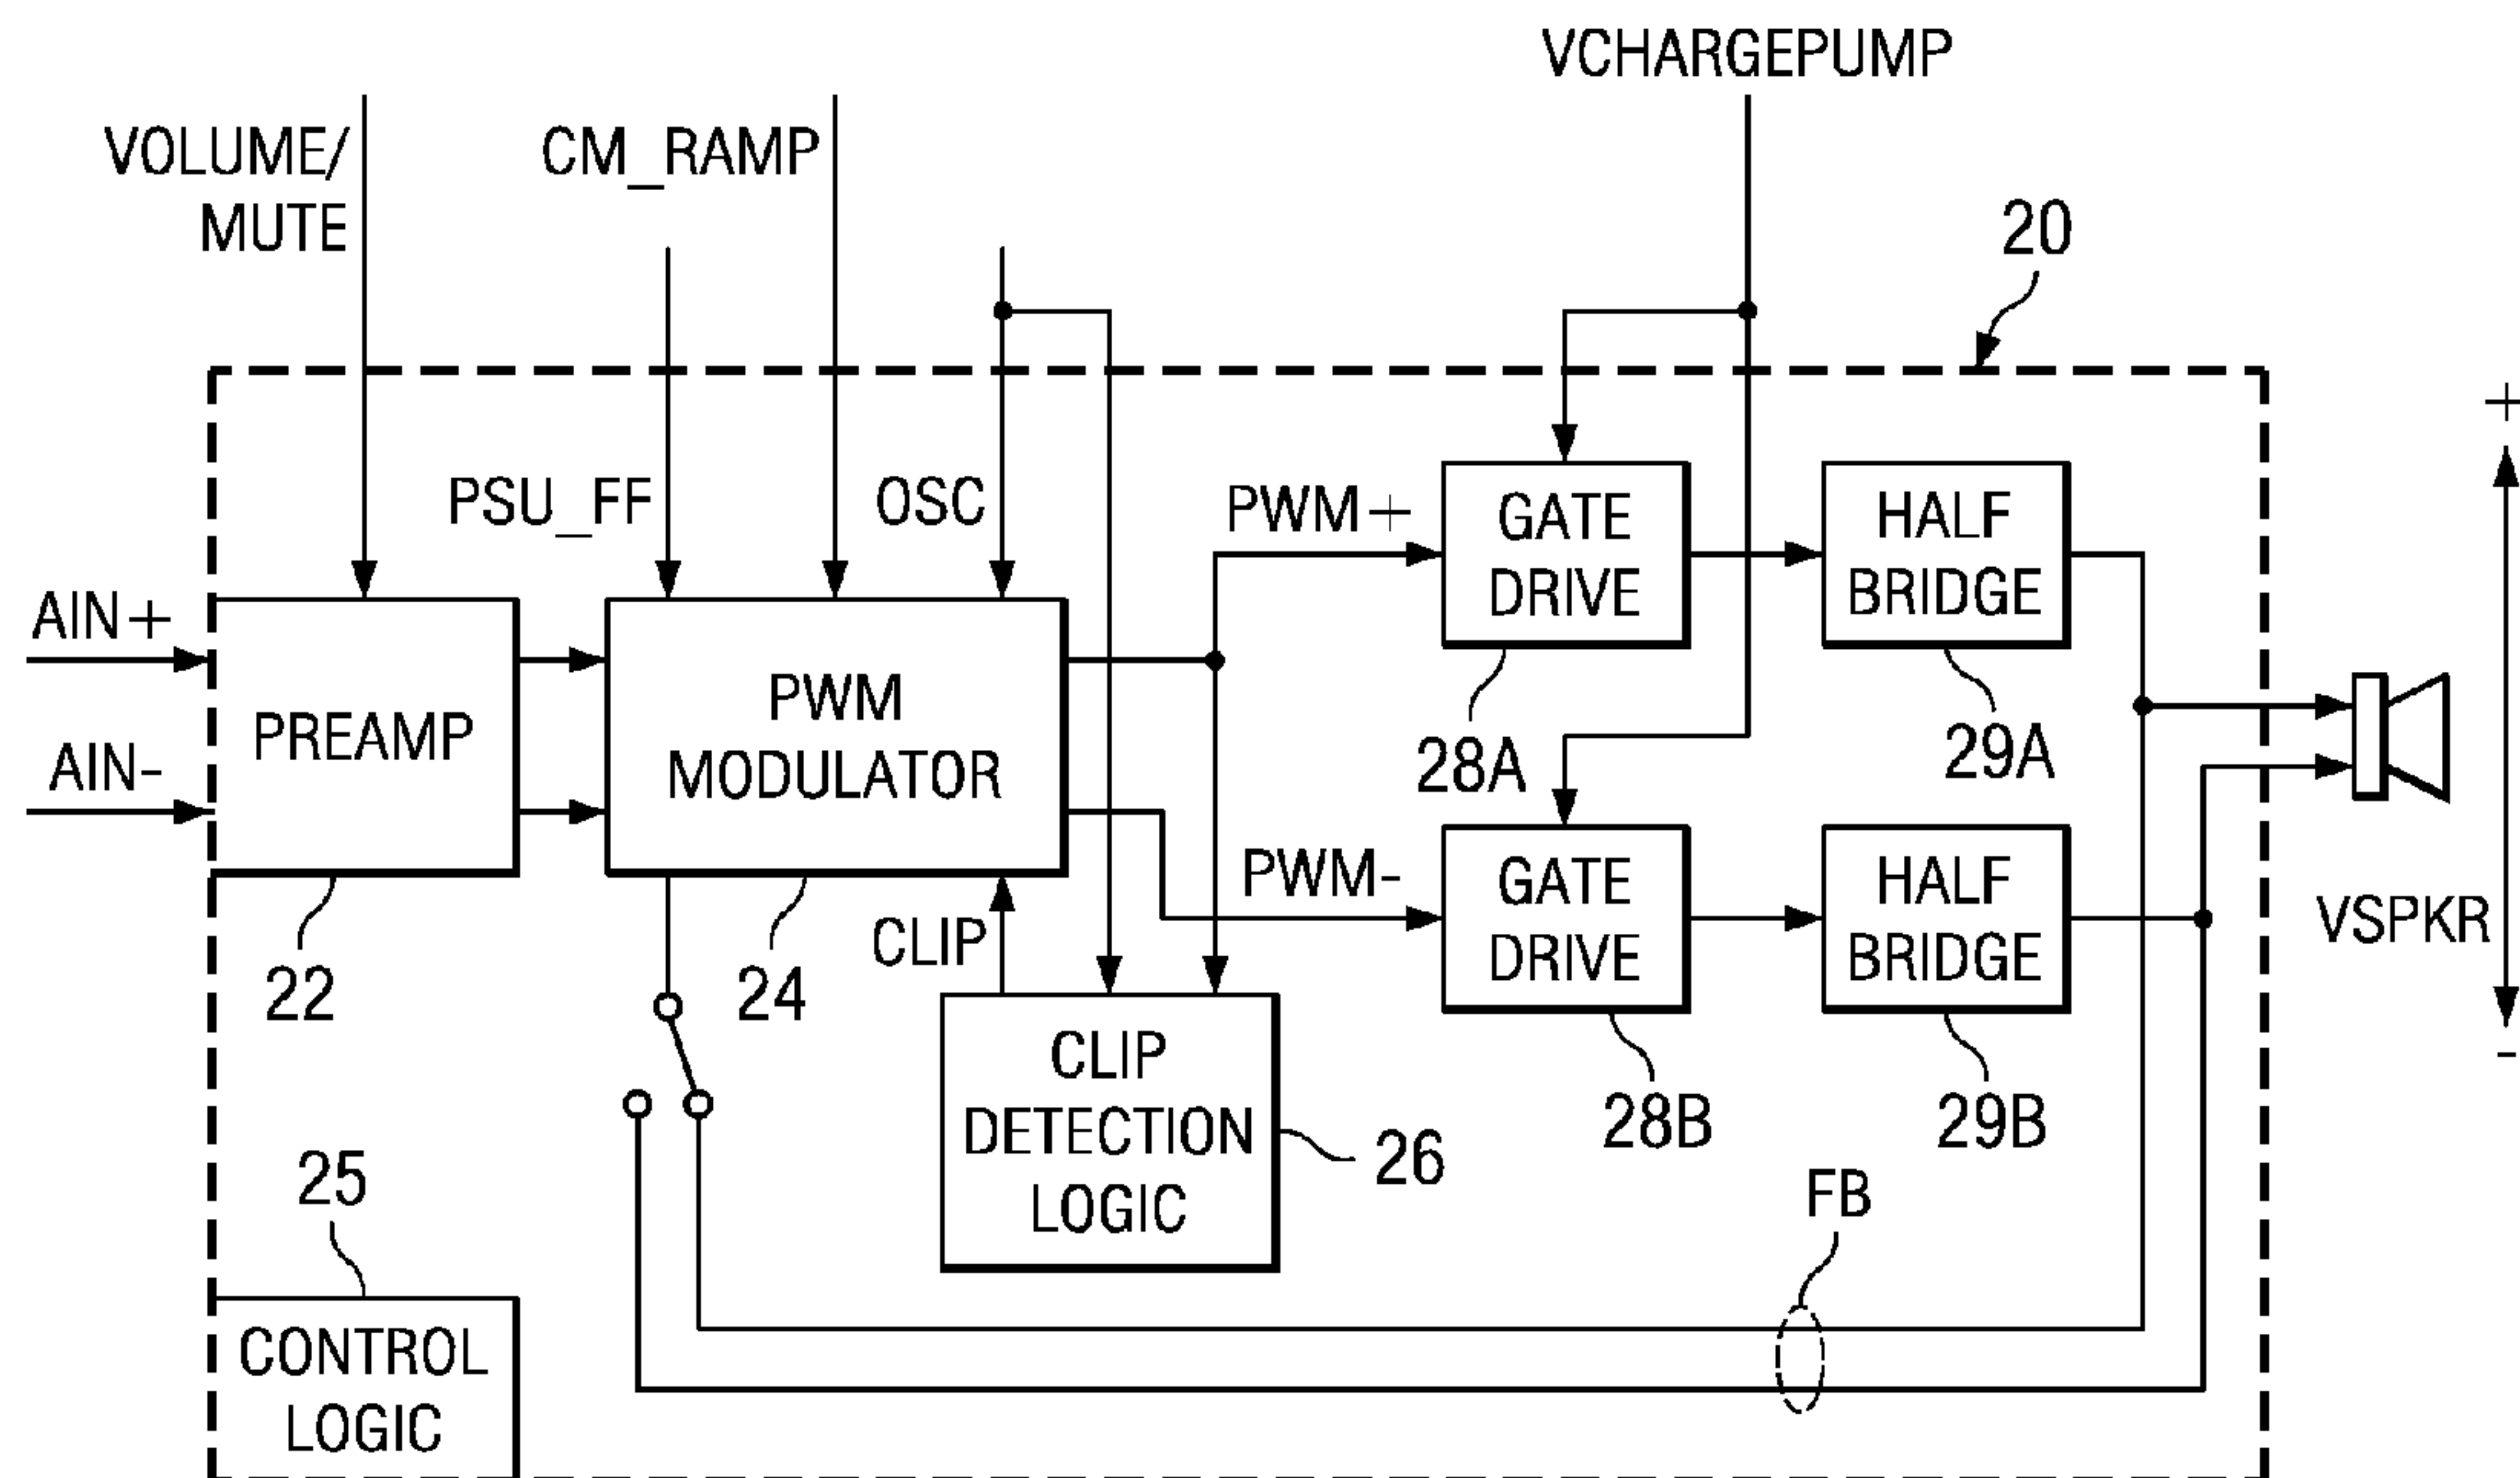 VCHARGEPUMP
VOLUME/
MUTE
CM_RAMP
20
PSU_FF
OSC
PWM+
GATE
DRIVE
HALF
BRIDGE
+
AIN+
AIN-
PREAMP
PWM
MODULATOR
28A
29A
PWM-
GATE
DRIVE
HALF
BRIDGE
VSPKR
-
22
24
CLIP
CLIP
DETECTION
LOGIC
26
28B
29B
25
FB
CONTROL
LOGIC